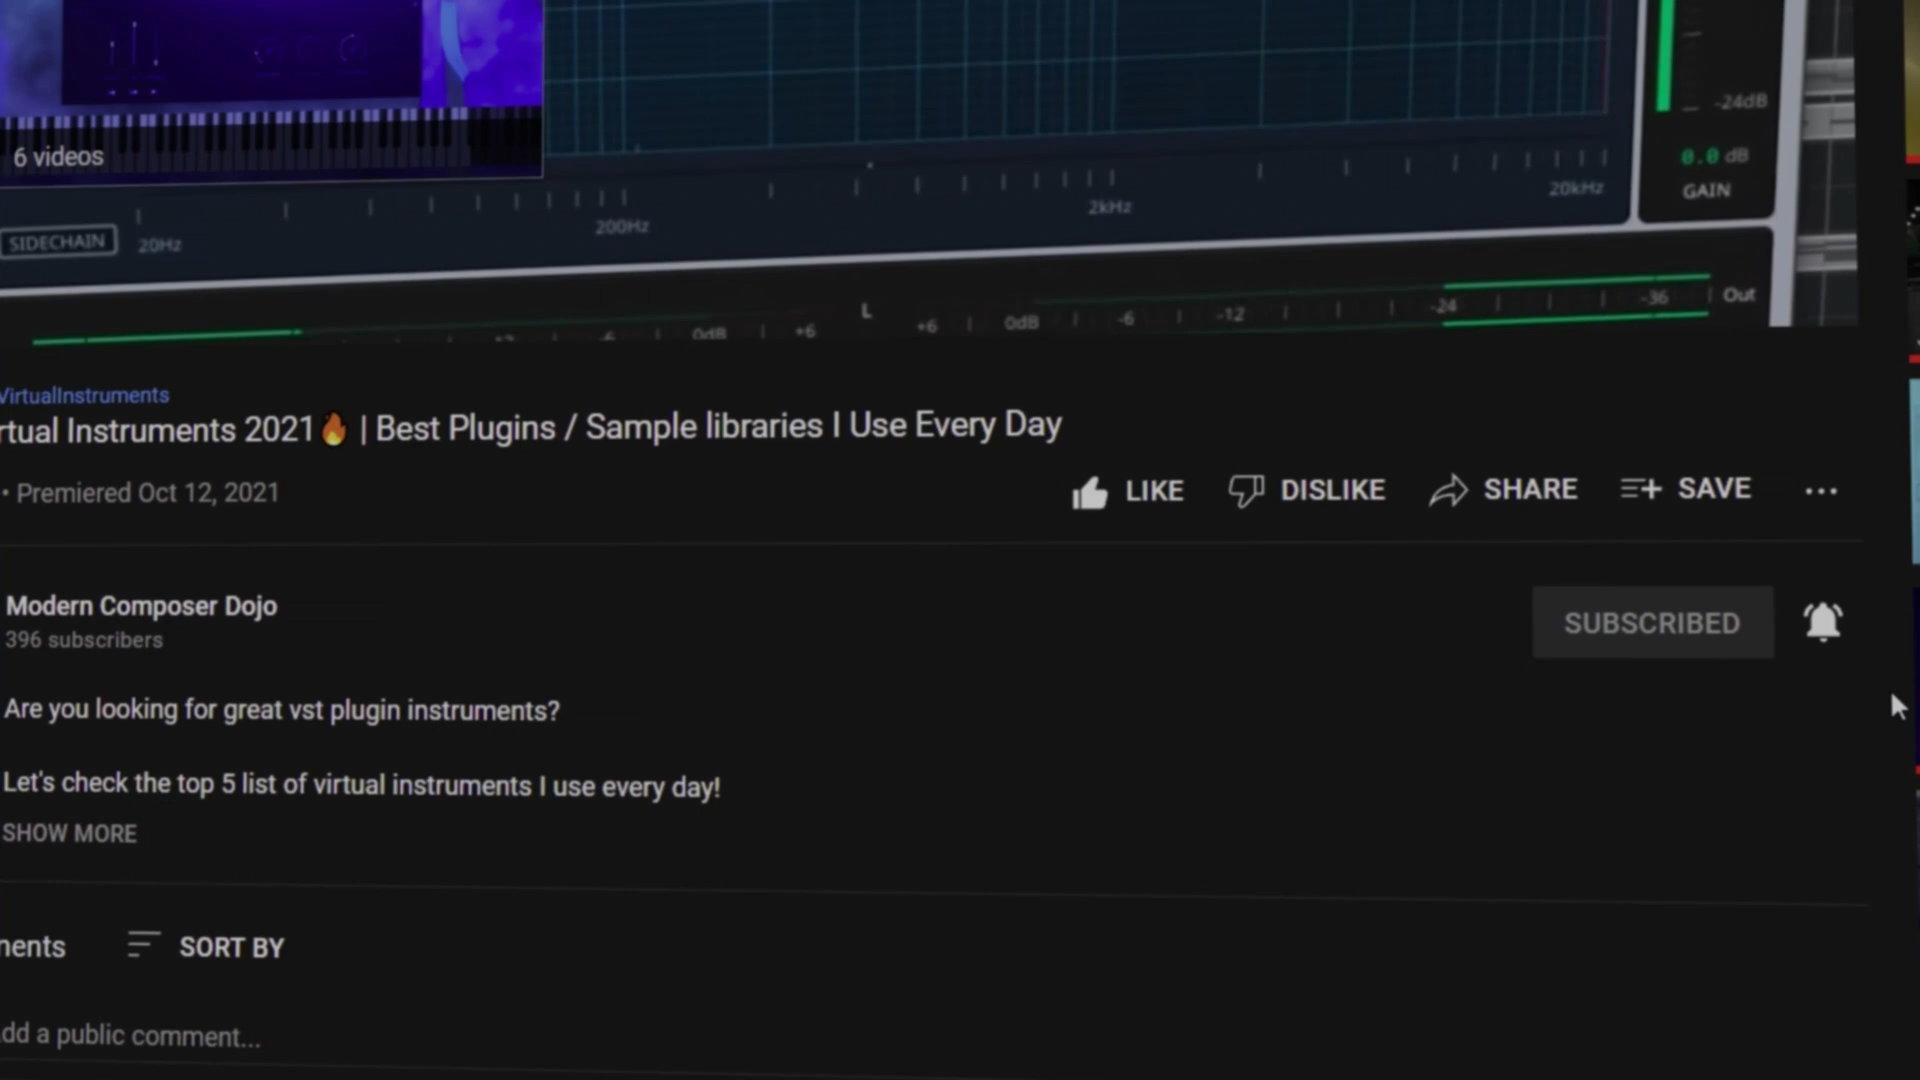 -24dB
6 videos
0.0 dB
GAIN
SIDECHAIN
20Hz
200Hz
2kHz
20kHz
L
-6
0dB
+6
+6
0dB
-6
-12
-24
-36
Out
VirtualInstruments
rtual Instruments 2021🔥 | Best Plugins / Sample libraries I Use Every Day
• Premiered Oct 12, 2021
LIKE
DISLIKE
SHARE
SAVE
Modern Composer Dojo
396 subscribers
SUBSCRIBED
Are you looking for great vst plugin instruments?
Let's check the top 5 list of virtual instruments I use every day!
SHOW MORE
nents
SORT BY
dd a public comment...